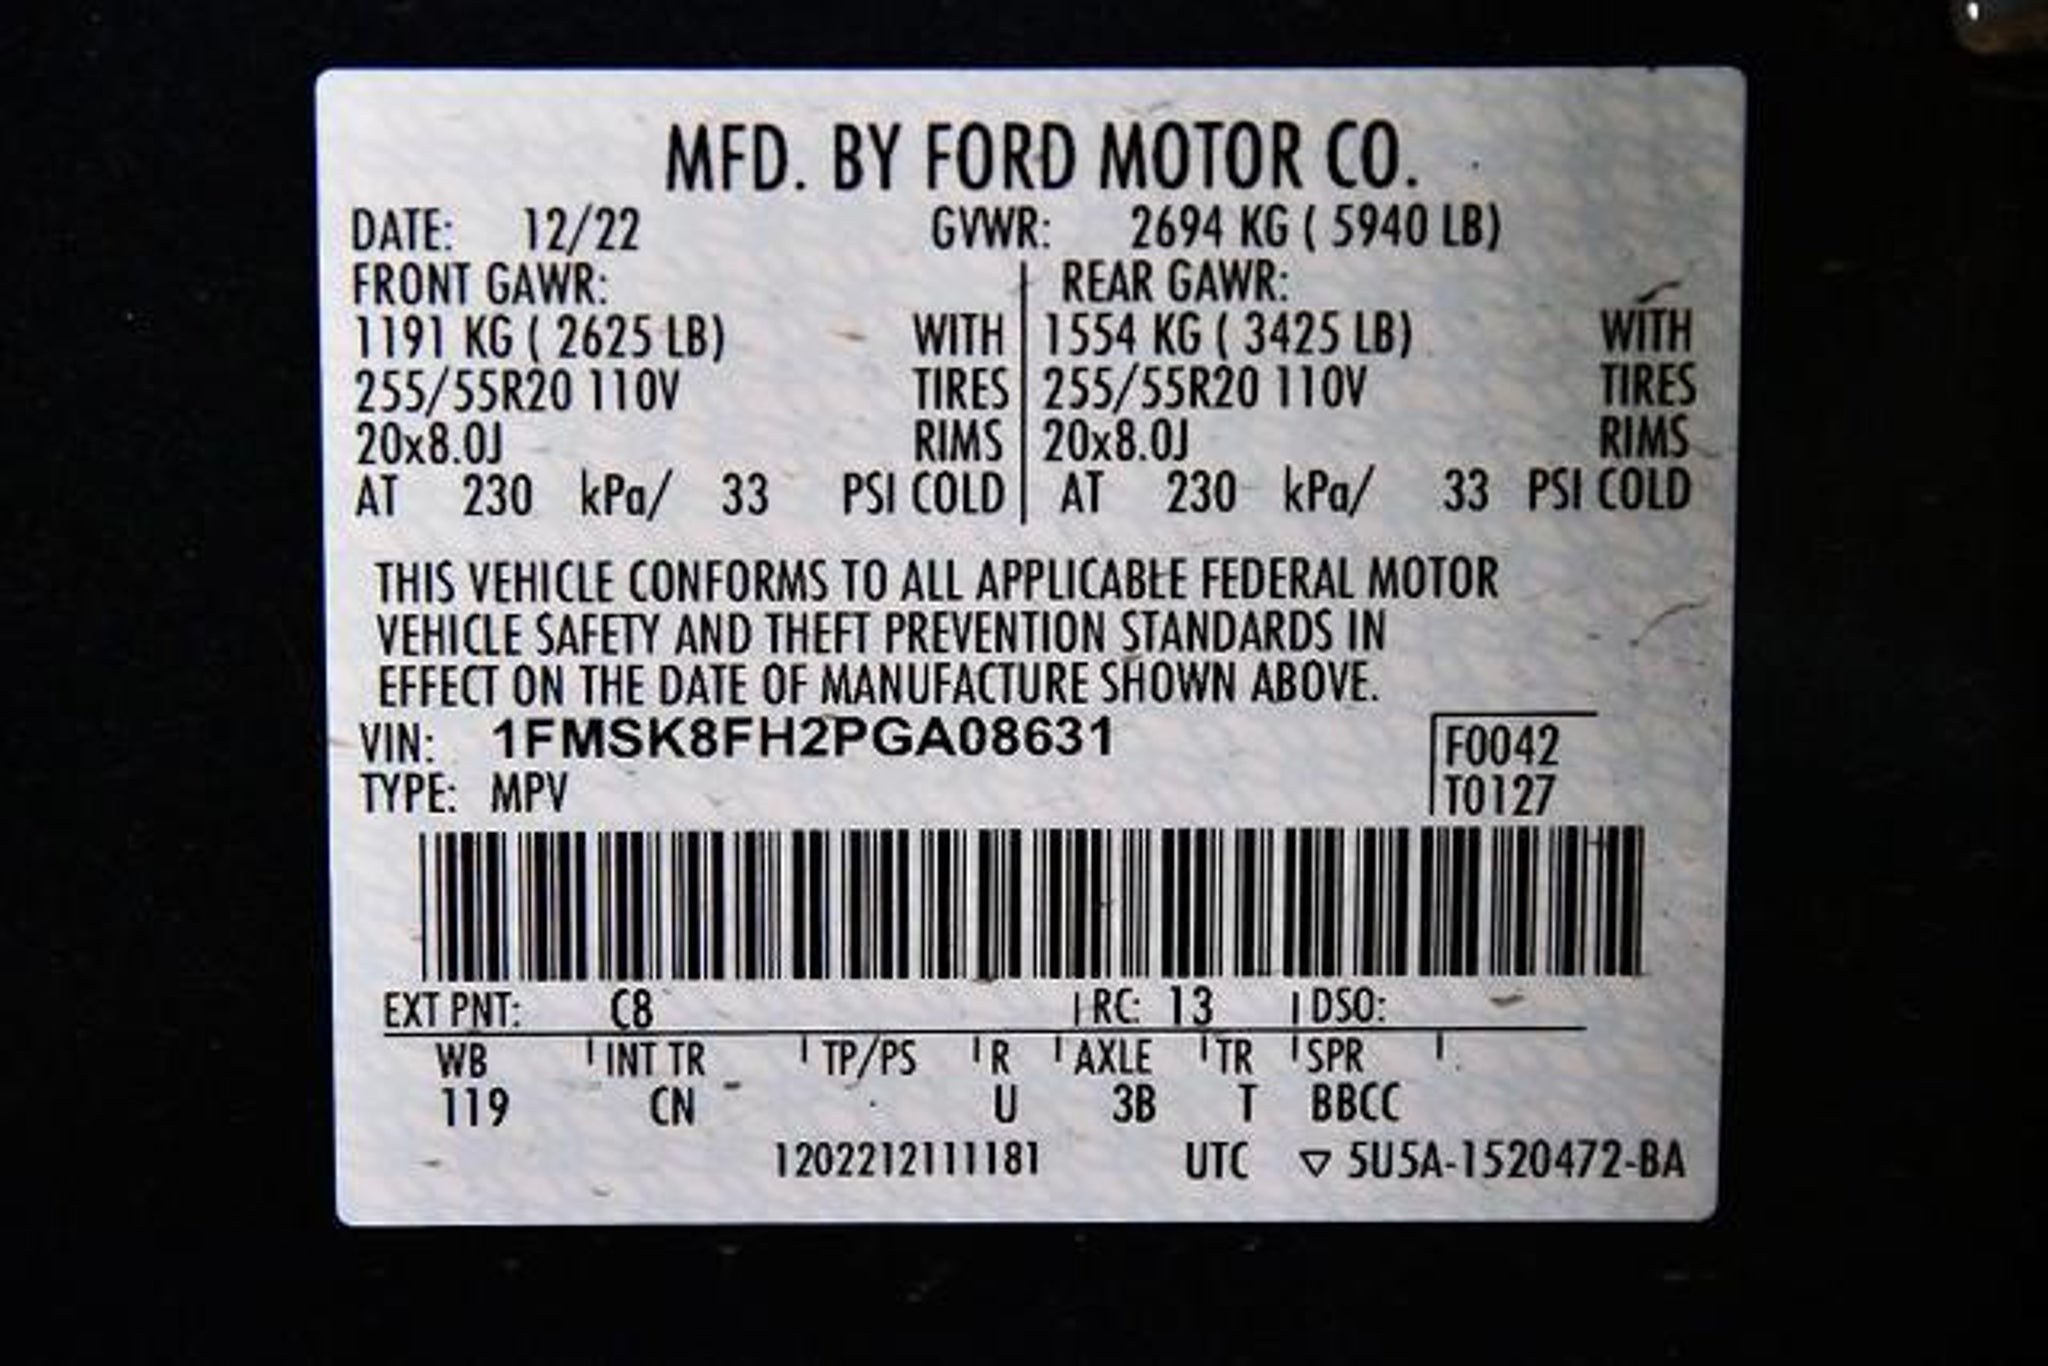 MFD. BY FORD MOTOR CO.
DATE: 12/22 GVWR: 2694 KG ( 5940 LB)
FRONT GAWR: REAR GAWR:
1191 KG ( 2625 LB) WITH 1554 KG ( 3425 LB) WITH
255/55R20 110V TIRES 255/55R20 110V TIRES
20x8.0J RIMS 20x8.0J RIMS
AT 230 kPa/ 33 PSI COLD AT 230 kPa/ 33 PSI COLD
THIS VEHICLE CONFORMS TO ALL APPLICABLE FEDERAL MOTOR
VEHICLE SAFETY AND THEFT PREVENTION STANDARDS IN
EFFECT ON THE DATE OF MANUFACTURE SHOWN ABOVE.
VIN: 1FMSK8FH2PGA08631 F0042
TYPE: MPV T0127
EXT PNT: C8 RC: 13 DSO:
WB INT TR TP/PS R AXLE TR SPR
119 CN U 3B T BBCC
1202212111181 UTC ▽ 5U5A-1520472-BA